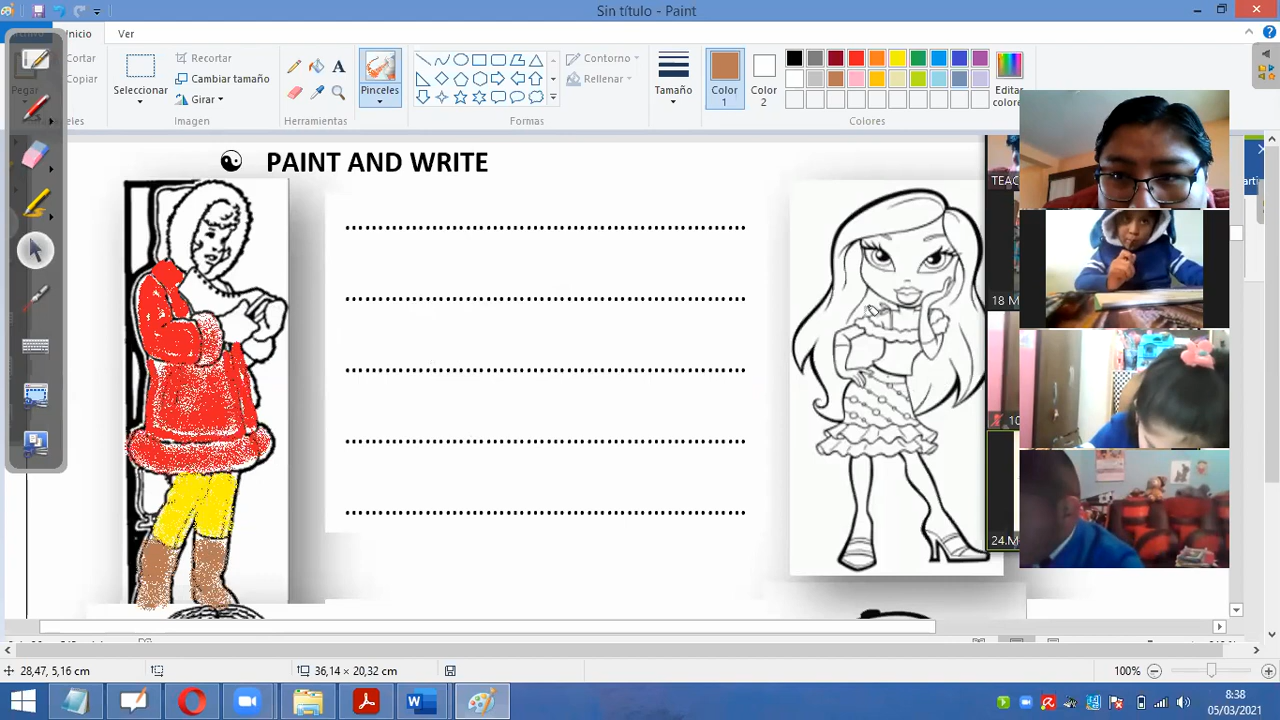 Sin título - Paint
Archivo
Inicio
Ver
Pegar
Cortar
Copiar
Seleccionar
Recortar
Cambiar tamaño
Girar
Imagen
A
Herramientas
Pinceles
Contorno
Rellenar
Formas
Tamaño
Color
1
Color
2
Editar
colores
Colores
PAINT AND WRITE
TEAC
18 M
10
24.M
28,47, 5,16 cm
36,14 × 20,32 cm
100%
8:38
05/03/2021